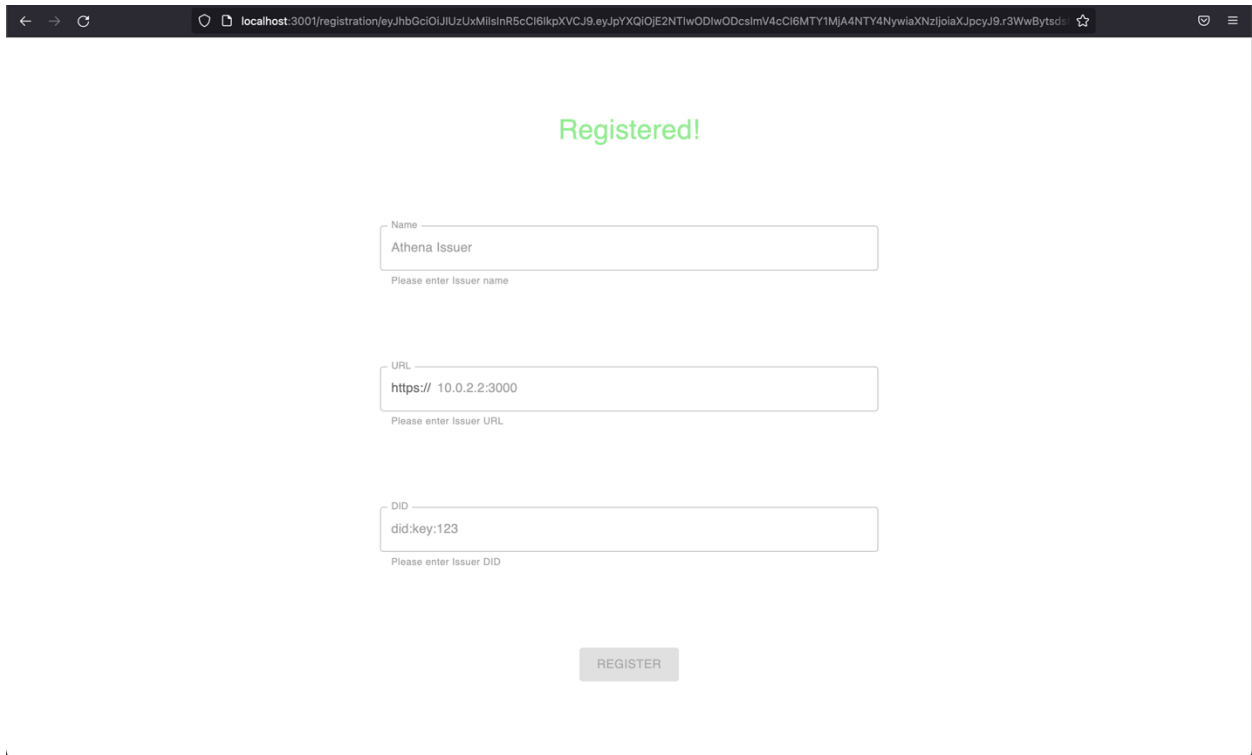 localhost:3001/registration/eyJhbGciOiJIUzUxMiIsInR5cCI6IkpXVCJ9.eyJpYXQiOjE2NTIwODIwODcsImV4cCI6MTY1MjA4NTY4NywiaXNzIjoiaXJpcyJ9.r3WwBytsds
Registered!
Name
Athena Issuer
Please enter Issuer name
URL
https:// 10.0.2.2:3000
Please enter Issuer URL
DID
did:key:123
Please enter Issuer DID
REGISTER